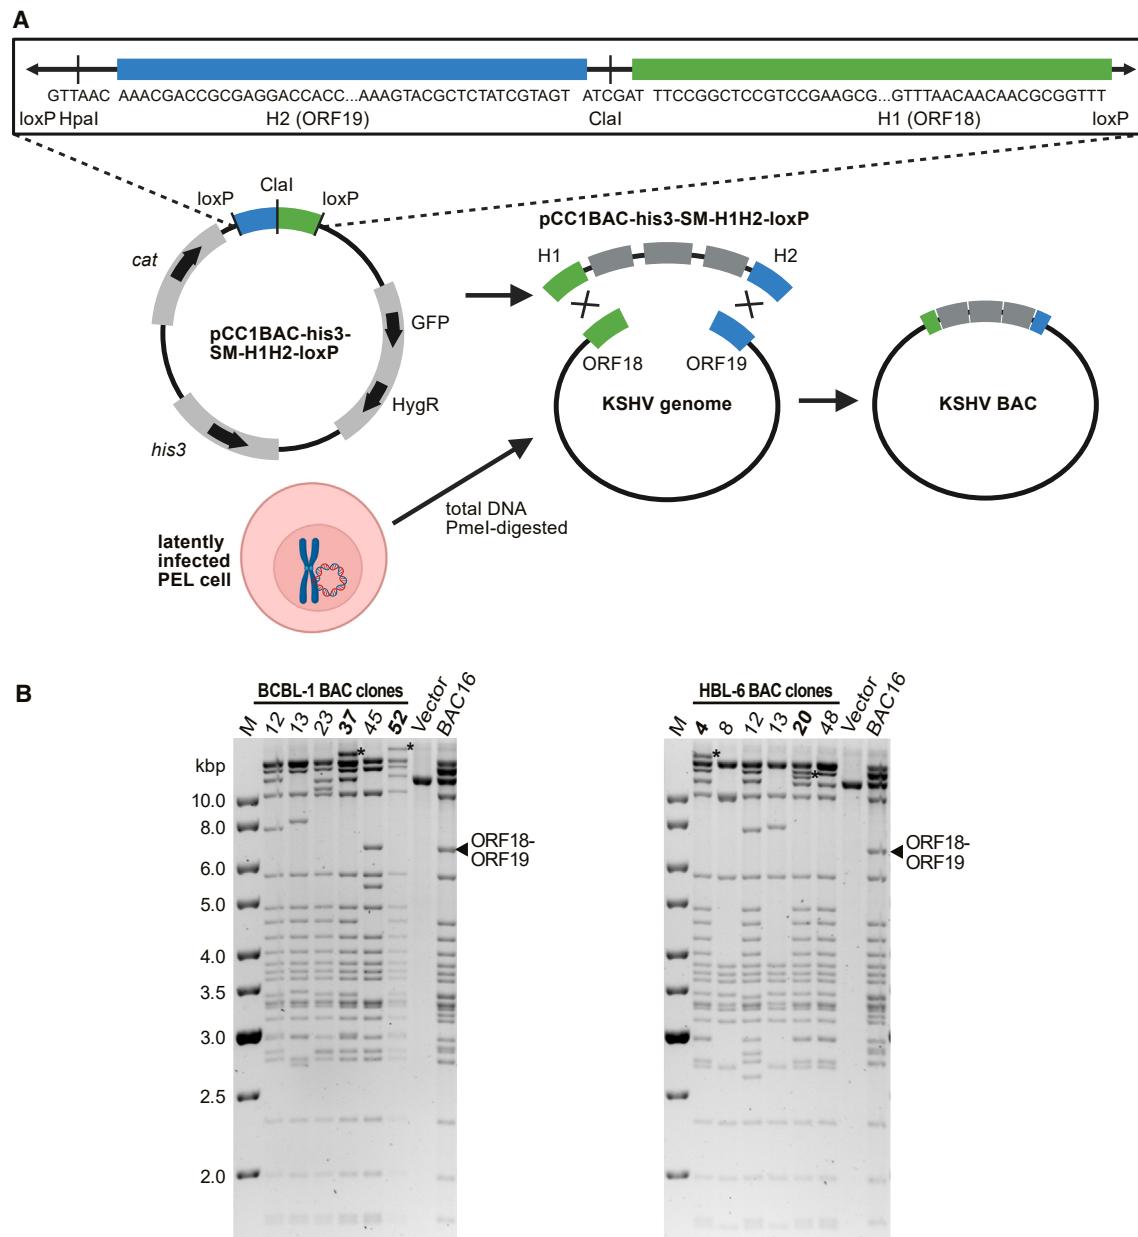 A
GTTAAC AAACGACCGCGAGGACCACC...AAAGTACGCTCTATCGTAGT ATCGAT TTCCGGCTCCGTCCGAAGCG...GTTTAACAACAACGCGGTTT
loxP HpaI H2 (ORF19) ClaI H1 (ORF18) loxP
loxP ClaI loxP
cat
pCC1BAC-his3-
SM-H1H2-loxP
GFP
HygR
his3
pCC1BAC-his3-SM-H1H2-loxP
H1 H2
ORF18 ORF19
KSHV genome
KSHV BAC
total DNA
PmeI-digested
latently
infected
PEL cell
B
BCBL-1 BAC clones
M 12 13 23 37 45 52 Vector BAC16
* *
kbp
10.0
8.0
6.0
5.0
4.0
3.5
3.0
2.5
2.0
ORF18-
ORF19
HBL-6 BAC clones
M 4 8 12 13 20 48 Vector BAC16
* *
ORF18-
ORF19